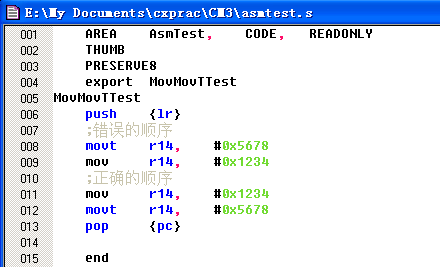 E:\My Documents\cxprac\CM3\asmtest.s
001 AREA AsmTest, CODE, READONLY
002 THUMB
003 PRESERVE8
004 export MovMovTTest
005 MovMovTTest
006 push {lr}
007 ;错误的顺序
008 movt r14, #0x5678
009 mov r14, #0x1234
010 ;正确的顺序
011 mov r14, #0x1234
012 movt r14, #0x5678
013 pop {pc}
014
015 end